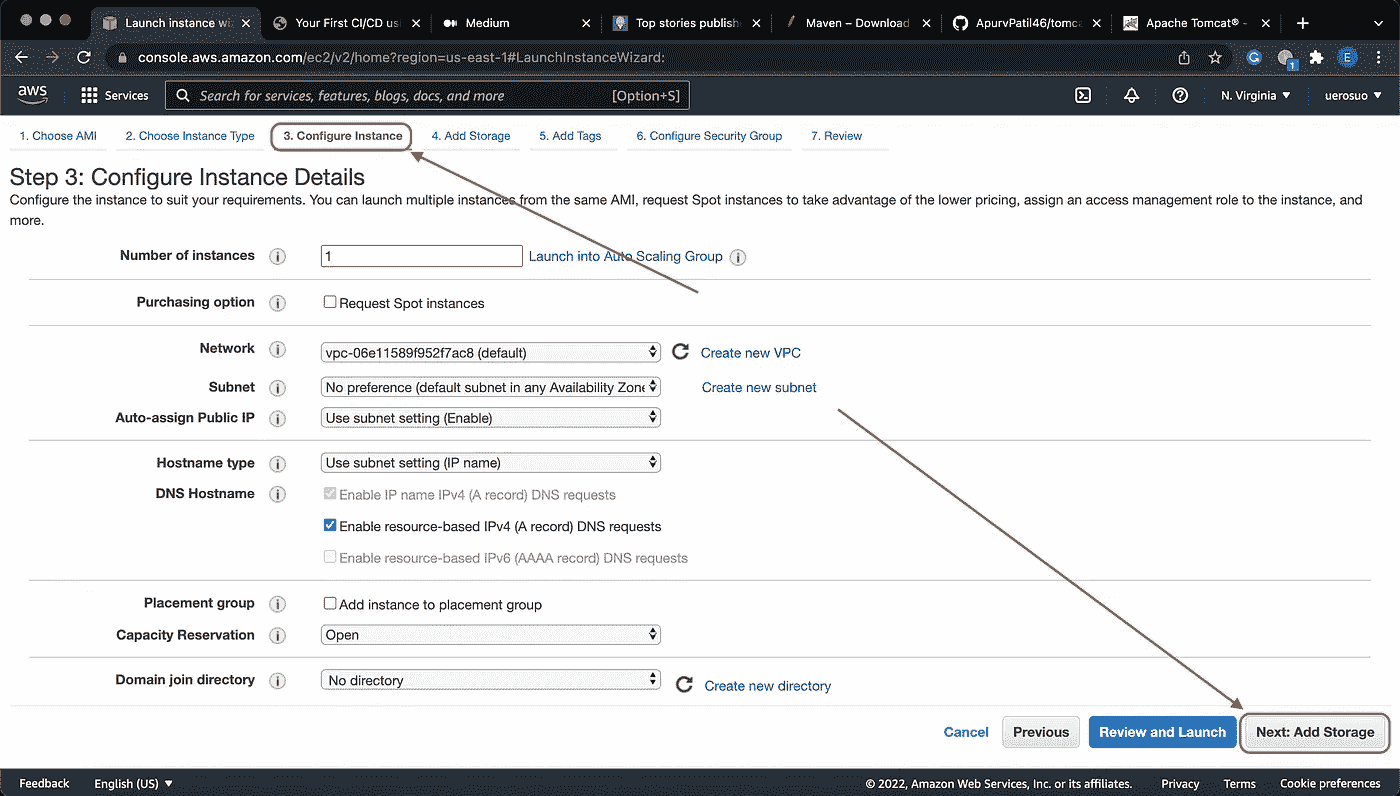 Launch instance wi
Your First CI/CD usi
Medium
Top stories publish
Maven – Download
ApurvPatil46/tomca
Apache Tomcat® -
console.aws.amazon.com/ec2/v2/home?region=us-east-1#LaunchInstanceWizard:
G
1
E
aws
Services
Search for services, features, blogs, docs, and more
[Option+S]
N. Virginia
uerosuo
1. Choose AMI
2. Choose Instance Type
3. Configure Instance
4. Add Storage
5. Add Tags
6. Configure Security Group
7. Review
Step 3: Configure Instance Details
Configure the instance to suit your requirements. You can launch multiple instances from the same AMI, request Spot instances to take advantage of the lower pricing, assign an access management role to the instance, and
more.
Number of instances i 1 Launch into Auto Scaling Group i
Purchasing option i Request Spot instances
Network i vpc-06e11589f952f7ac8 (default) Create new VPC
Subnet i No preference (default subnet in any Availability Zone Create new subnet
Auto-assign Public IP i Use subnet setting (Enable)
Hostname type i Use subnet setting (IP name)
DNS Hostname i Enable IP name IPv4 (A record) DNS requests
Enable resource-based IPv4 (A record) DNS requests
Enable resource-based IPv6 (AAAA record) DNS requests
Placement group i Add instance to placement group
Capacity Reservation i Open
Domain join directory i No directory Create new directory
Cancel
Previous
Review and Launch
Next: Add Storage
Feedback
English (US)
© 2022, Amazon Web Services, Inc. or its affiliates.
Privacy
Terms
Cookie preferences